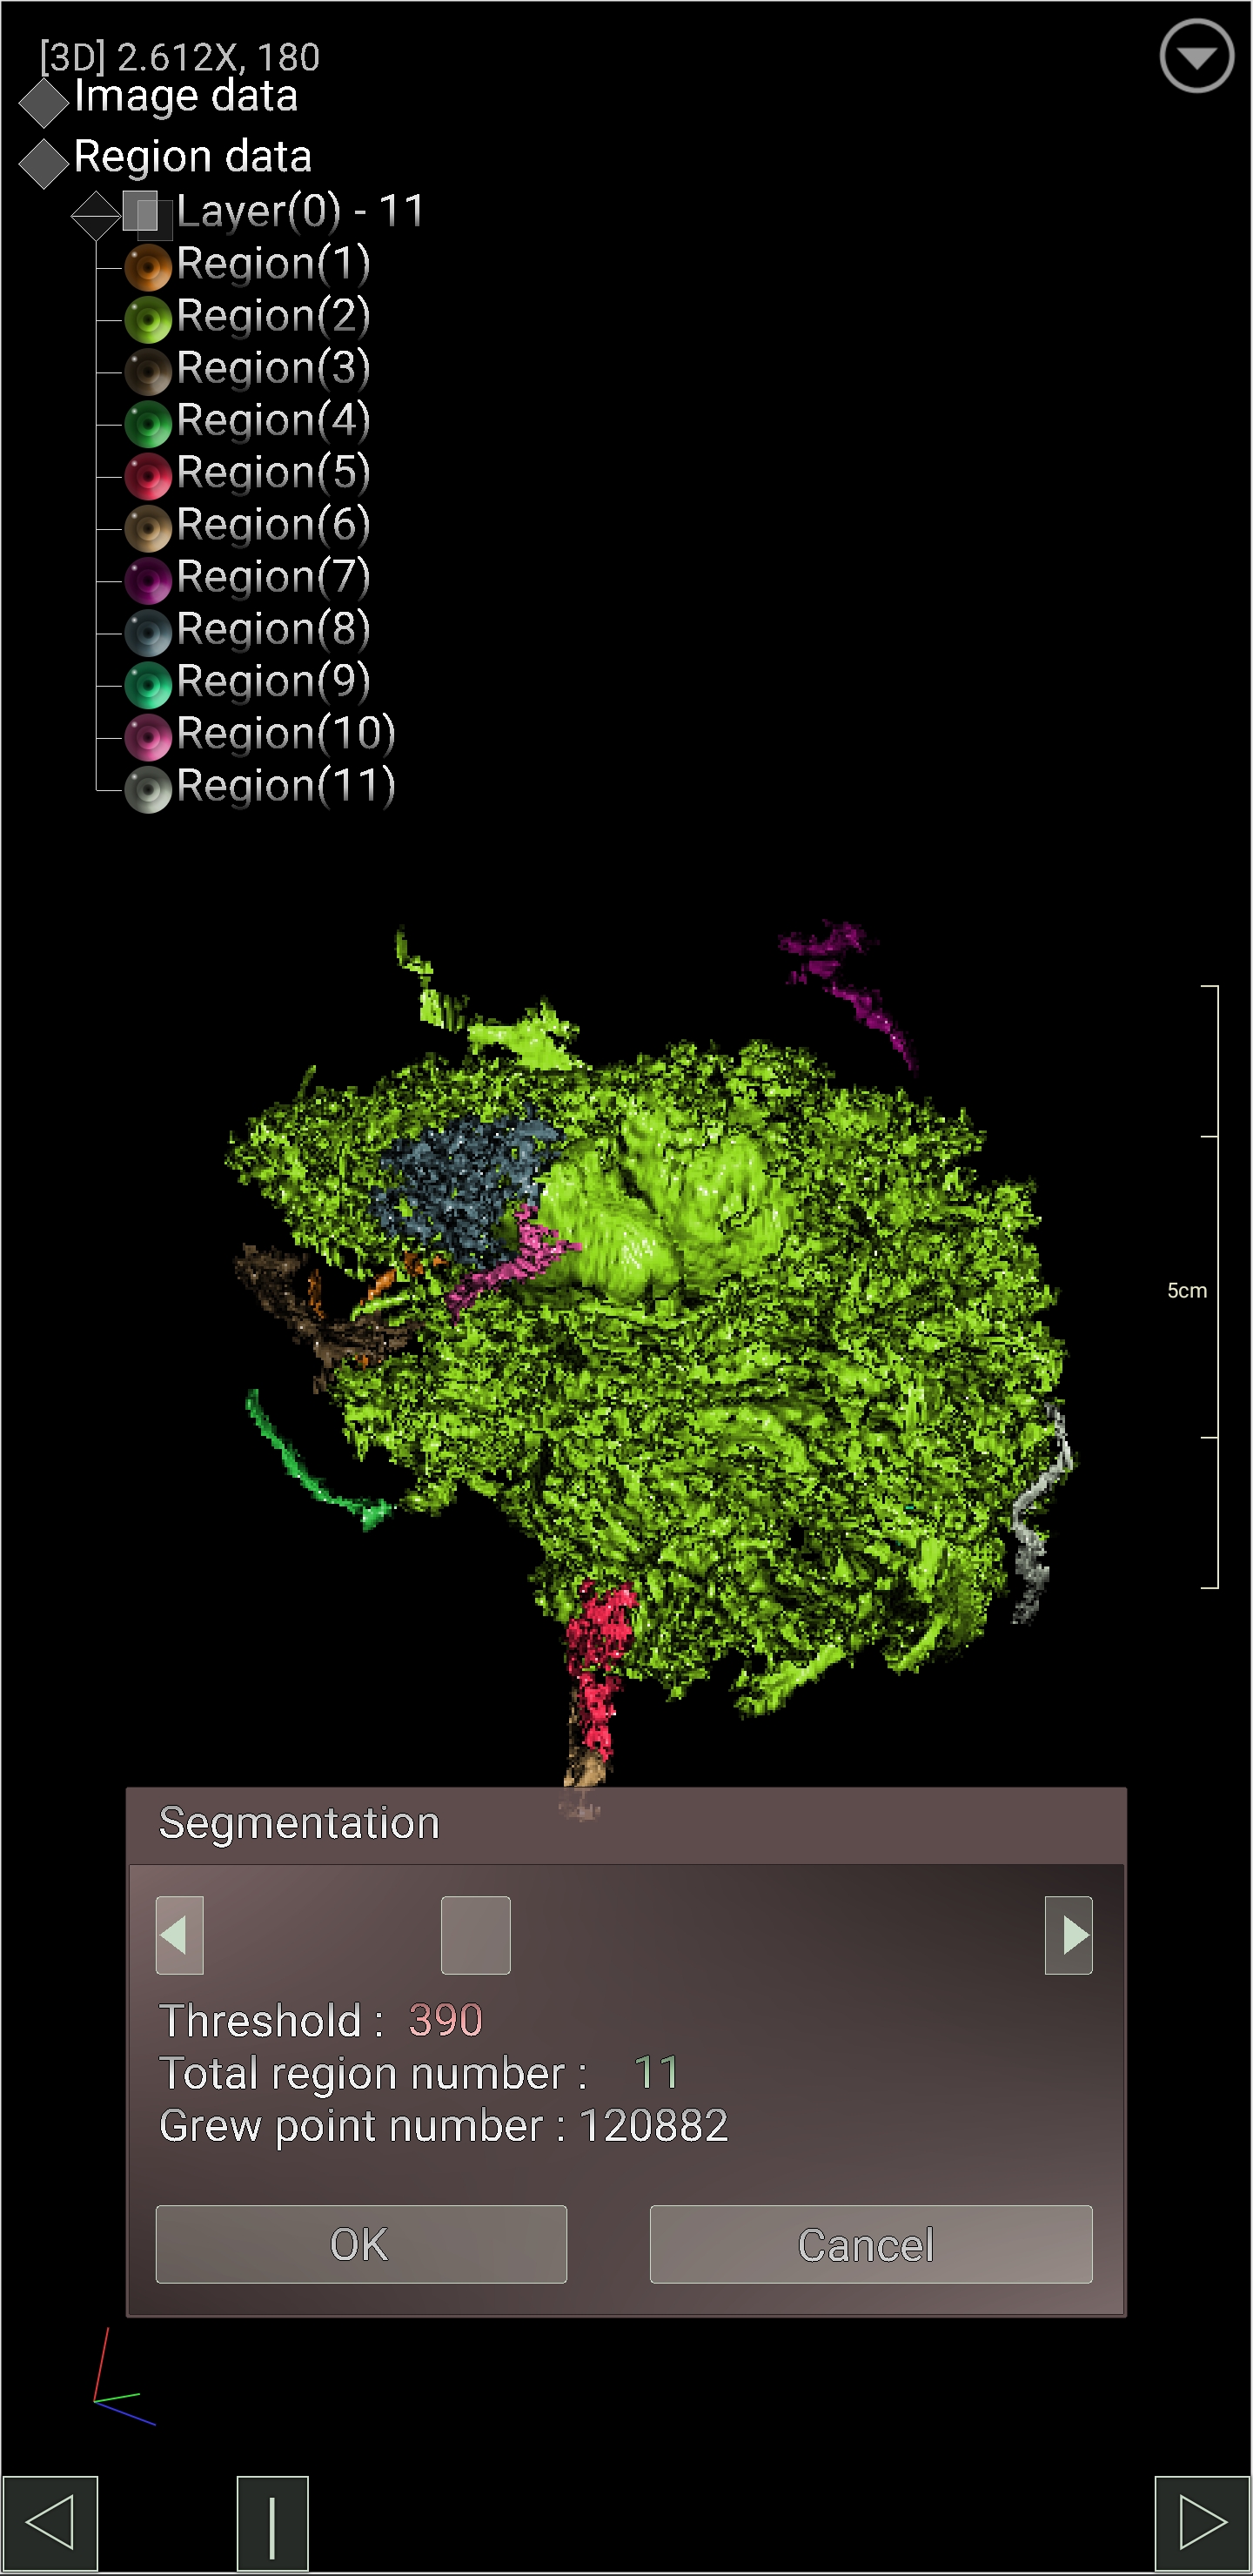 [3D] 2.612X, 180
Image data
Region data
Layer(0) - 11
Region(1)
Region(2)
Region(3)
Region(4)
Region(5)
Region(6)
Region(7)
Region(8)
Region(9)
Region(10)
Region(11)
5cm
Segmentation
Threshold : 390
Total region number : 11
Grew point number : 120882
OK
Cancel